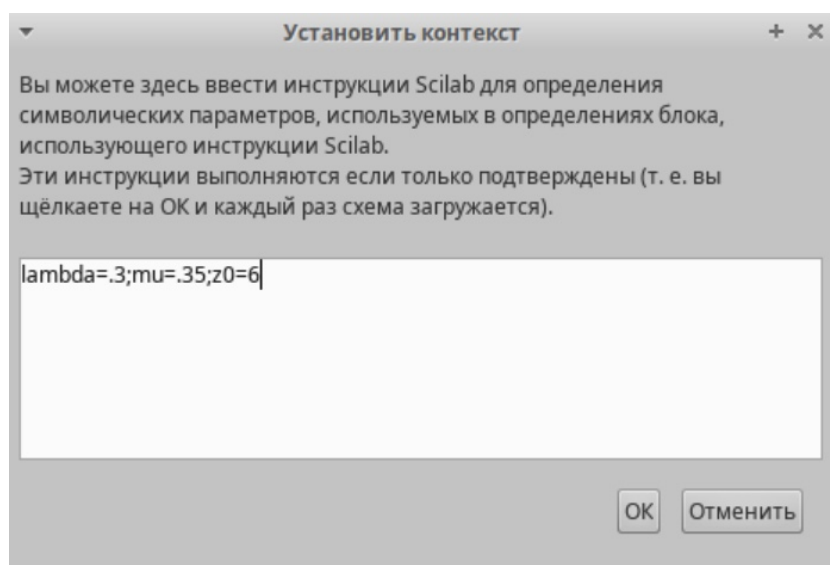 Установить контекст
Вы можете здесь ввести инструкции Scilab для определения
символических параметров, используемых в определениях блока,
использующего инструкции Scilab.
Эти инструкции выполняются если только подтверждены (т. е. вы
щёлкаете на ОК и каждый раз схема загружается).
lambda=.3;mu=.35;z0=6
ОК Отменить